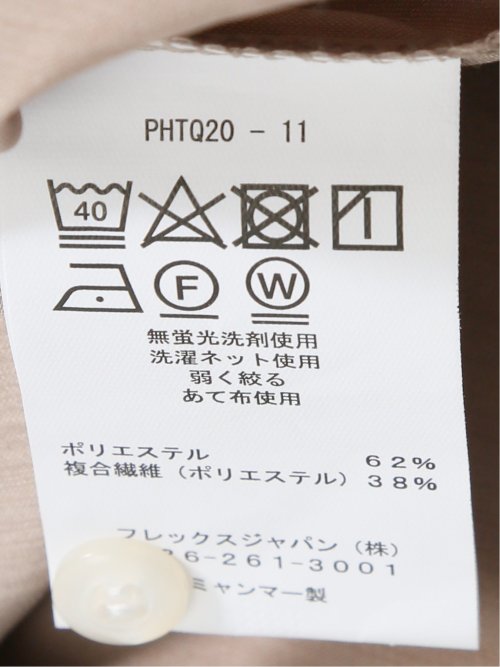 PHTQ20 - 11
40
F W
無蛍光洗剤使用
洗濯ネット使用
弱く絞る
あて布使用
ポリエステル 62%
複合繊維（ポリエステル）38%
フレックスジャパン（株）
26-261-3001
ミャンマー製